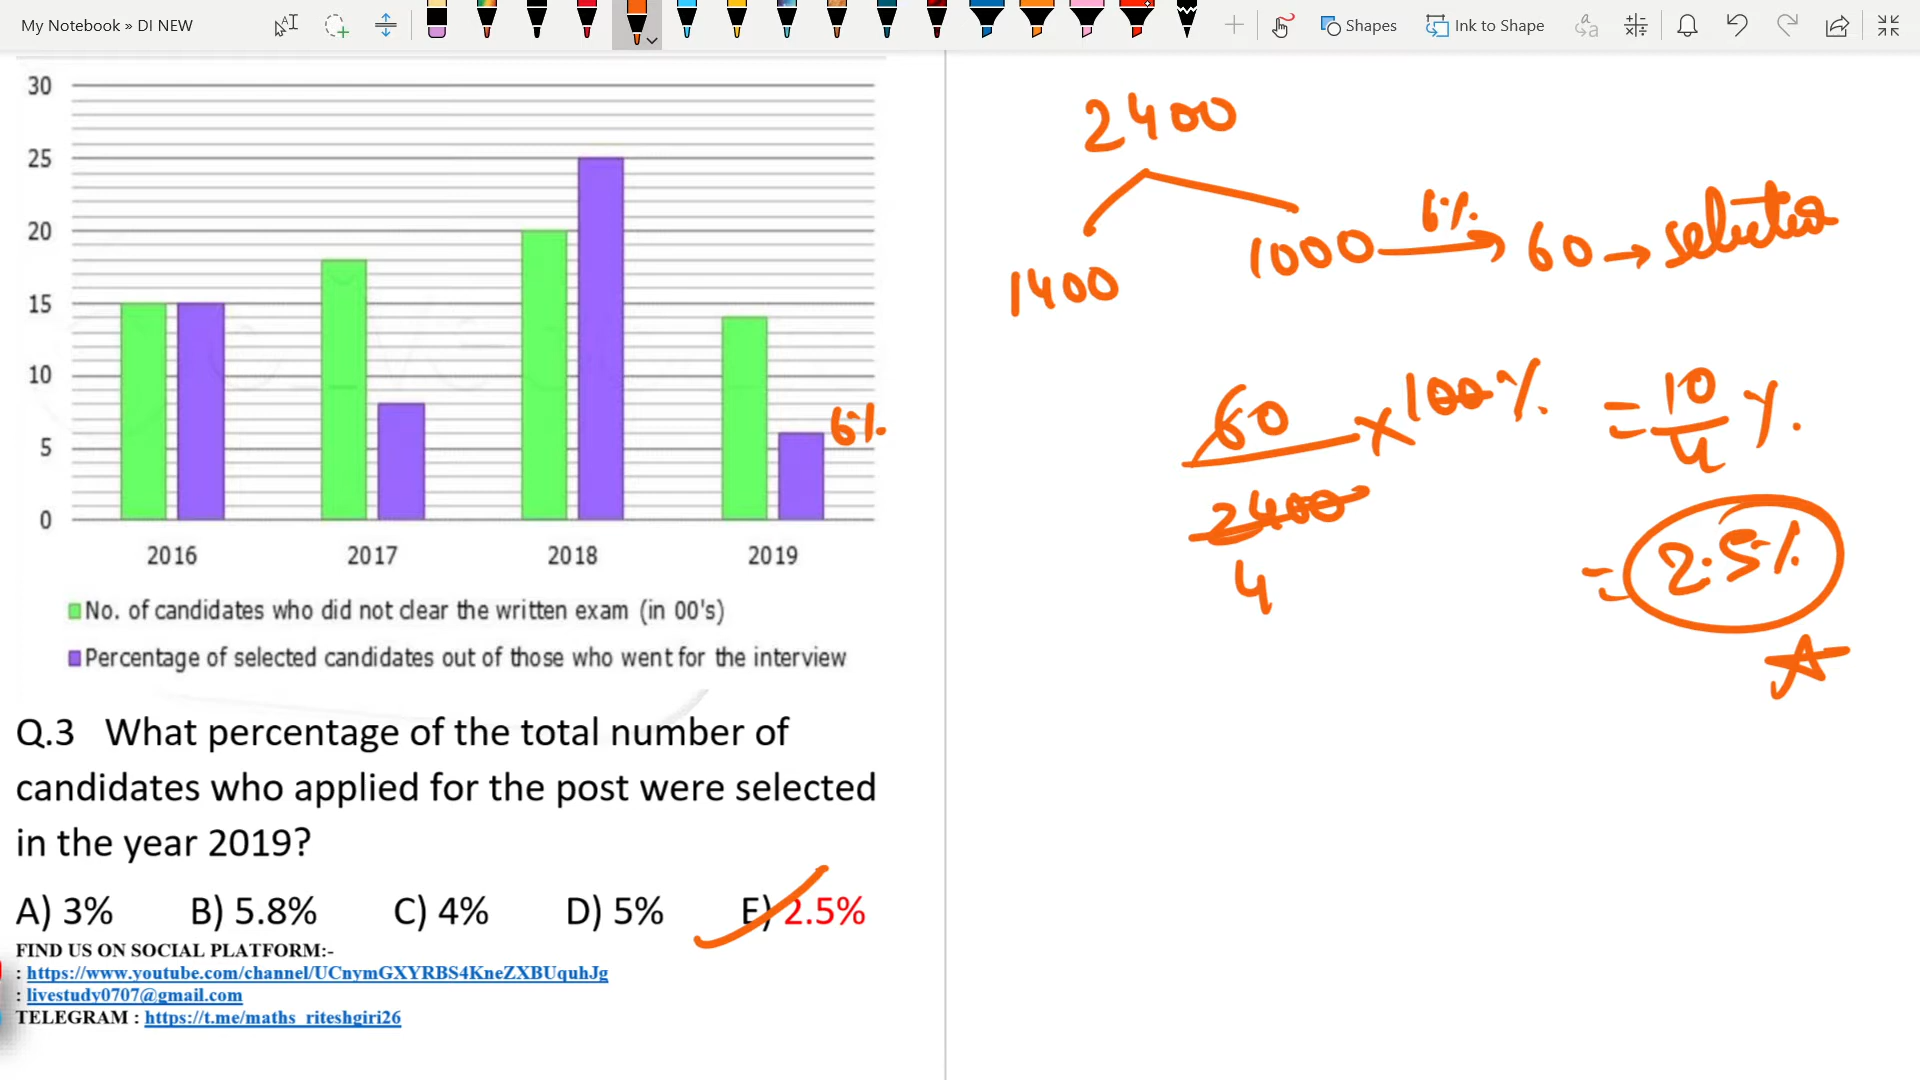 My Notebook » DI NEW
Shapes
Ink to Shape
30
25
20
15
10
5
0
6%
2016 2017 2018 2019
No. of candidates who did not clear the written exam (in 00's)
Percentage of selected candidates out of those who went for the interview
Q.3 What percentage of the total number of
candidates who applied for the post were selected
in the year 2019?
A) 3% B) 5.8% C) 4% D) 5% E) 2.5%
FIND US ON SOCIAL PLATFORM:-
: https://www.youtube.com/channel/UCnymGXYRBS4KneZXBUquhJg
: livestudy0707@gmail.com
TELEGRAM : https://t.me/maths_riteshgiri26
2400
1400 1000 6% → 60 →
60 × 100% = 10 %
2400 4
4
= 2.5%